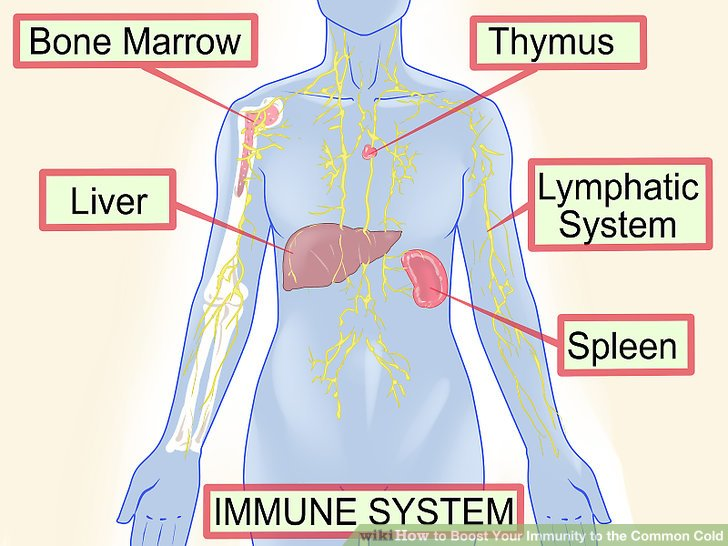 Bone Marrow
Thymus
Liver
Lymphatic
System
Spleen
IMMUNE SYSTEM
wikiHow to Boost Your Immunity to the Common Cold